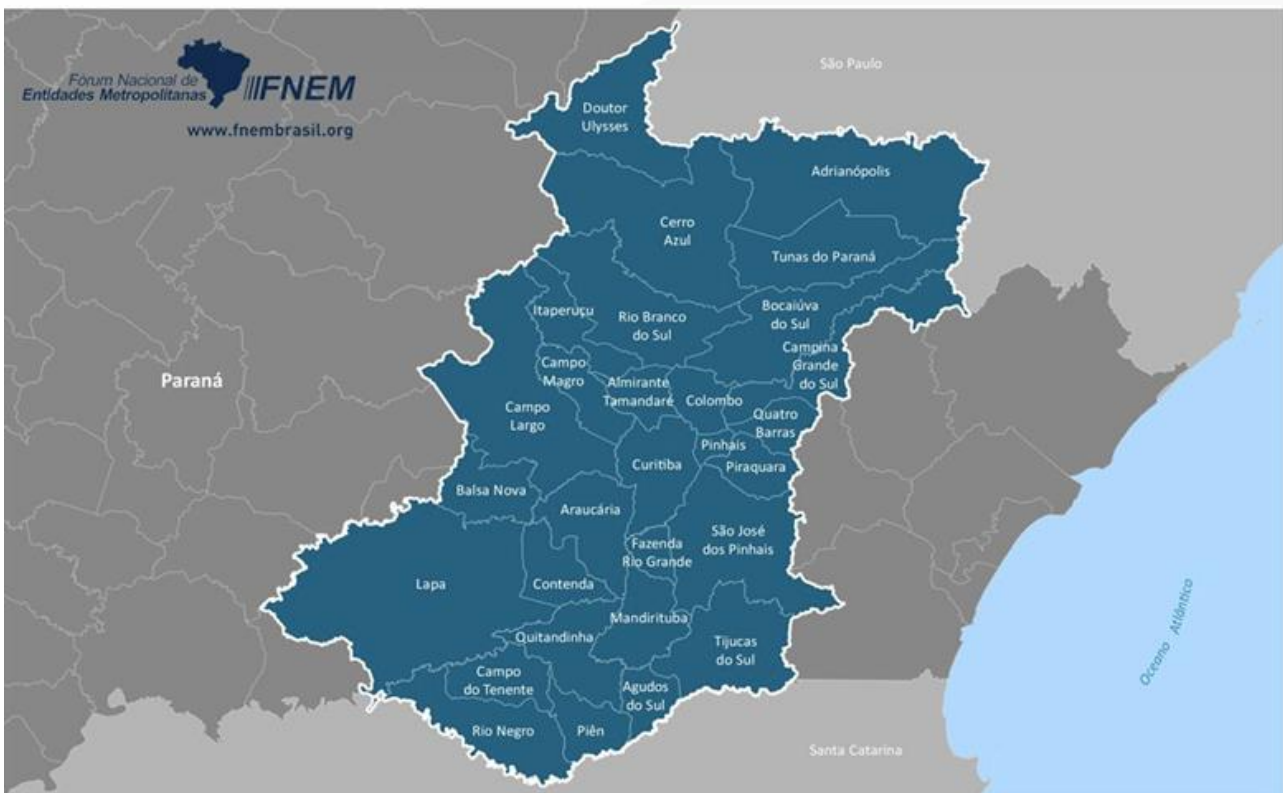 Fórum Nacional de
Entidades Metropolitanas
FNEM
www.fnembrasil.org
São Paulo
Doutor
Ulysses
Adrianópolis
Cerro
Azul
Tunas do Paraná
Itaperuçu
Rio Branco
do Sul
Bocaiúva
do Sul
Campina
Grande
do Sul
Campo
Magro
Almirante
Tamandaré
Colombo
Quatro
Barras
Paraná
Campo
Largo
Pinhais
Curitiba
Piraquara
Balsa Nova
Araucária
São José
dos Pinhais
Fazenda
Rio Grande
Lapa
Contenda
Mandirituba
Quitandinha
Tijucas
do Sul
Campo
do Tenente
Agudos
do Sul
Rio Negro
Piên
Santa Catarina
Oceano Atlântico